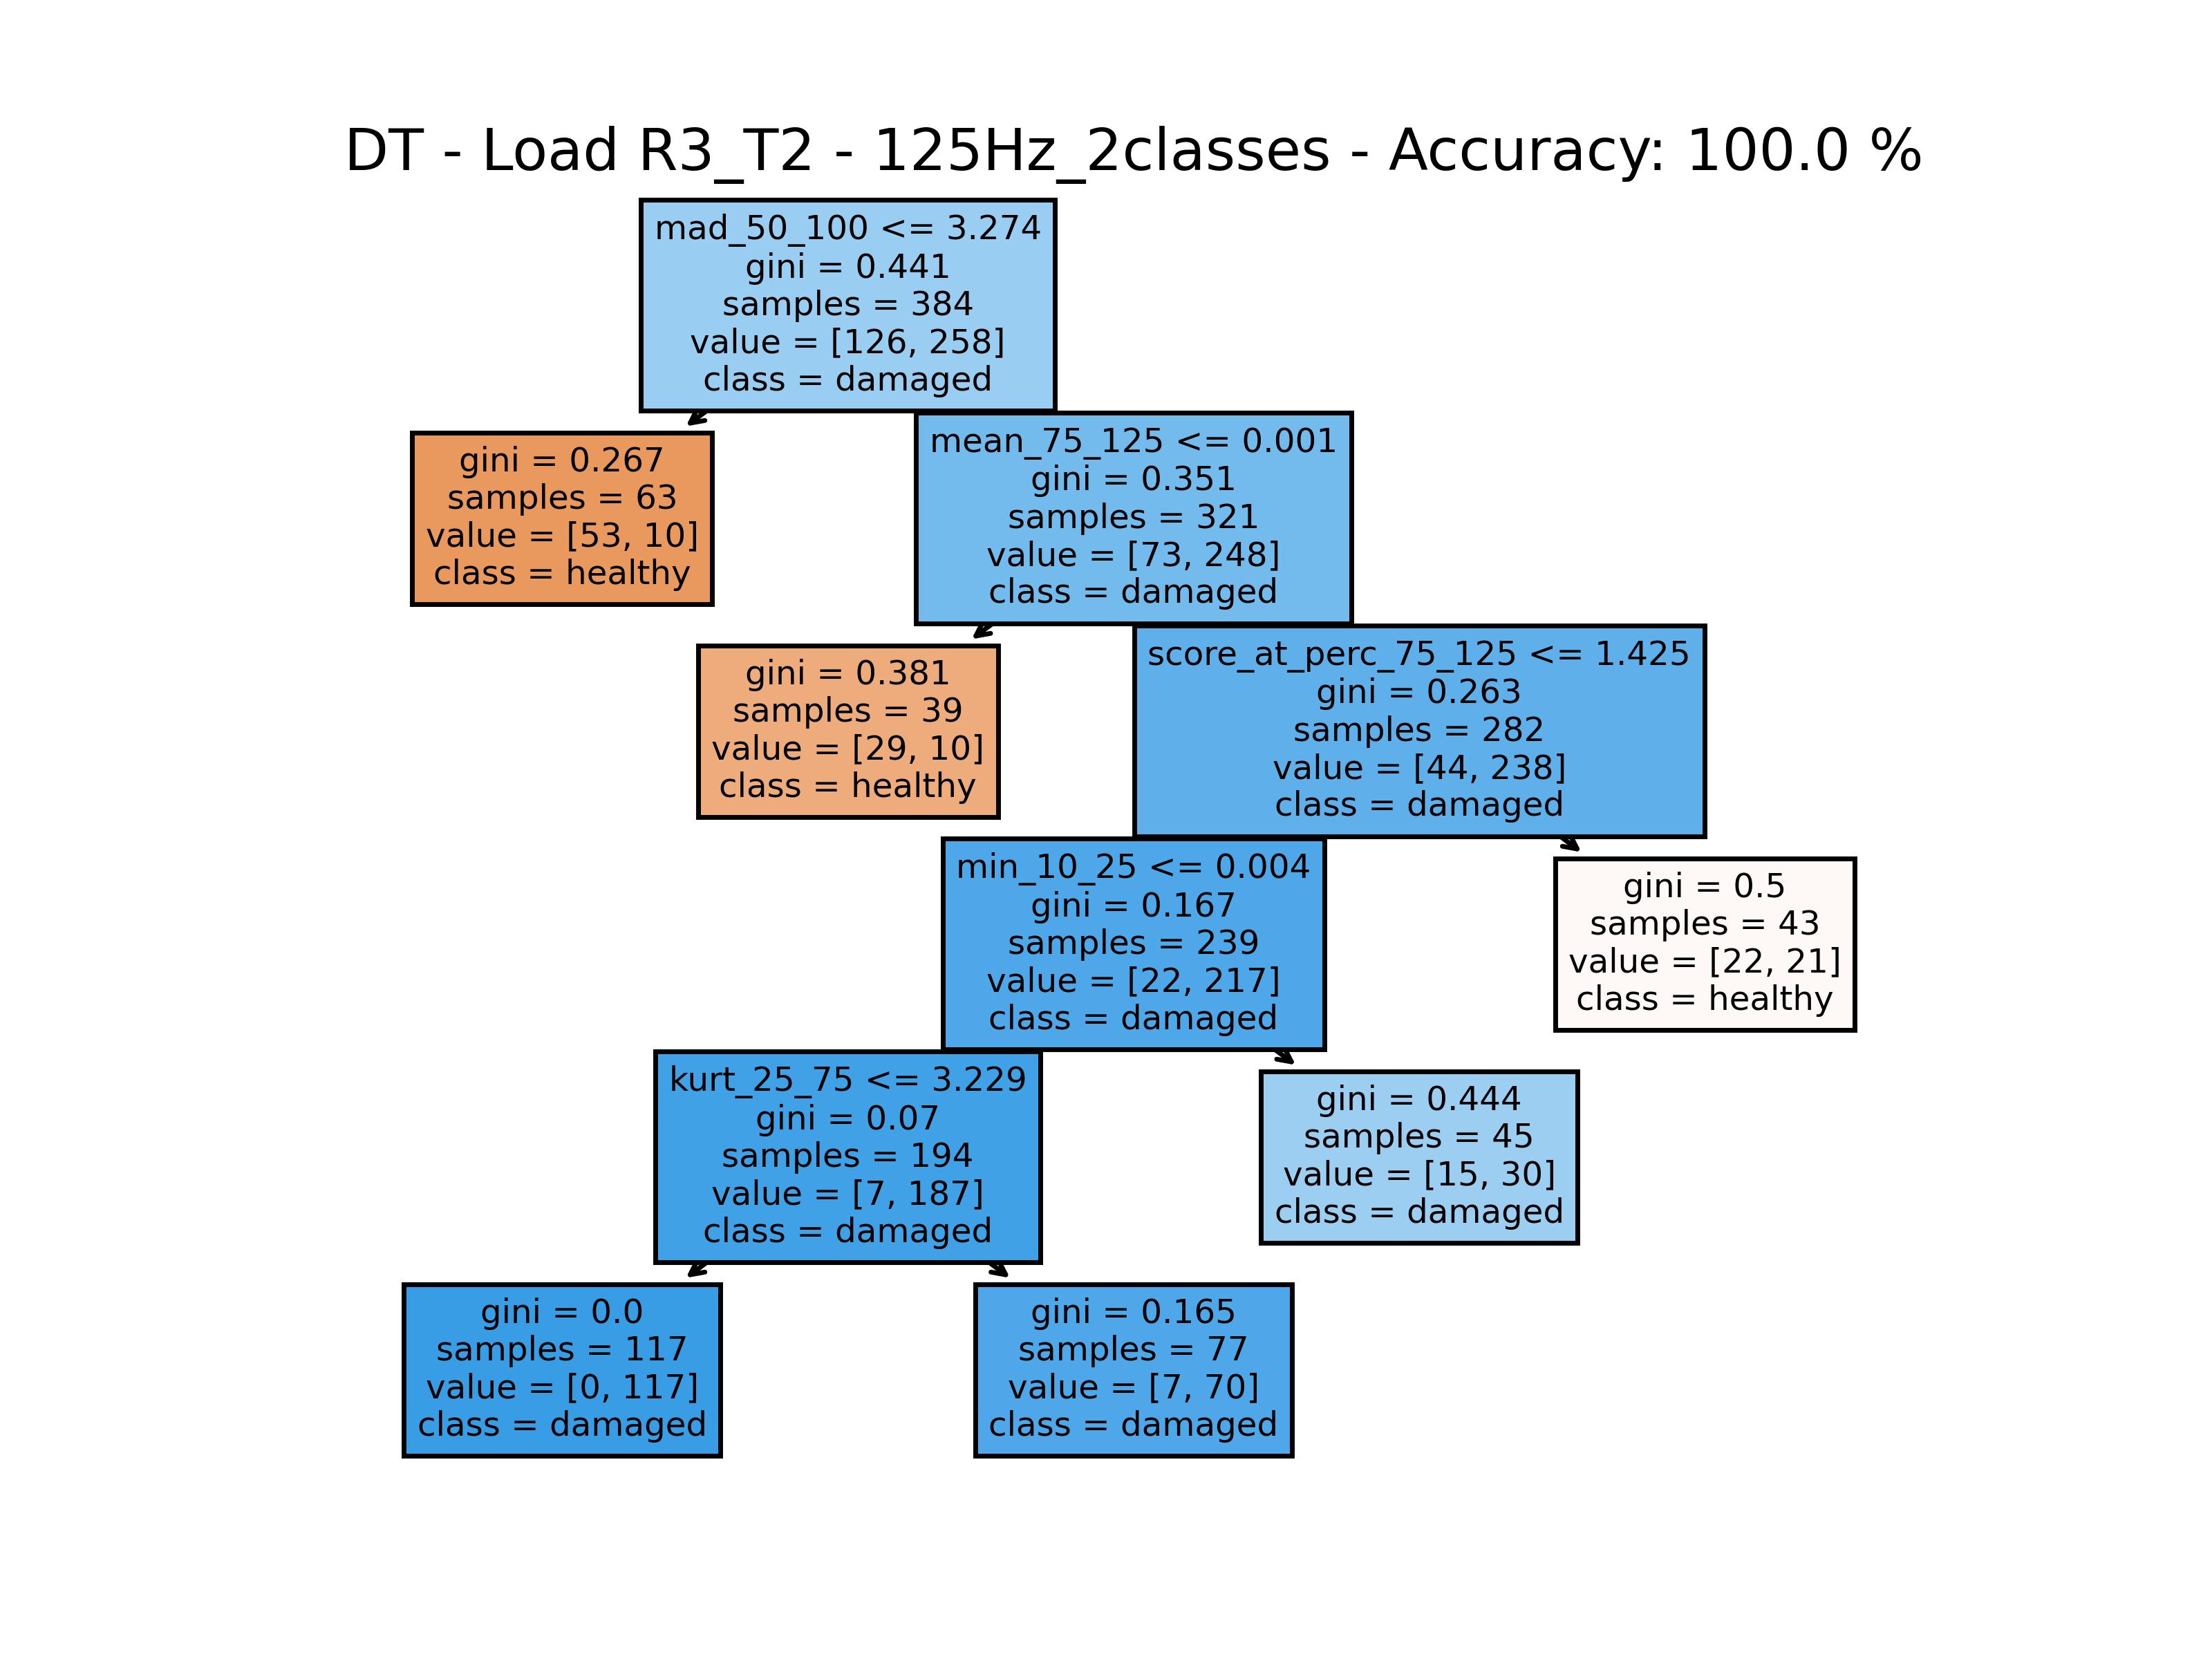 DT - Load R3_T2 - 125Hz_2classes - Accuracy: 100.0 %
mad_50_100 <= 3.274
gini = 0.441
samples = 384
value = [126, 258]
class = damaged
gini = 0.267
samples = 63
value = [53, 10]
class = healthy
mean_75_125 <= 0.001
gini = 0.351
samples = 321
value = [73, 248]
class = damaged
gini = 0.381
samples = 39
value = [29, 10]
class = healthy
score_at_perc_75_125 <= 1.425
gini = 0.263
samples = 282
value = [44, 238]
class = damaged
min_10_25 <= 0.004
gini = 0.167
samples = 239
value = [22, 217]
class = damaged
gini = 0.5
samples = 43
value = [22, 21]
class = healthy
kurt_25_75 <= 3.229
gini = 0.07
samples = 194
value = [7, 187]
class = damaged
gini = 0.444
samples = 45
value = [15, 30]
class = damaged
gini = 0.0
samples = 117
value = [0, 117]
class = damaged
gini = 0.165
samples = 77
value = [7, 70]
class = damaged